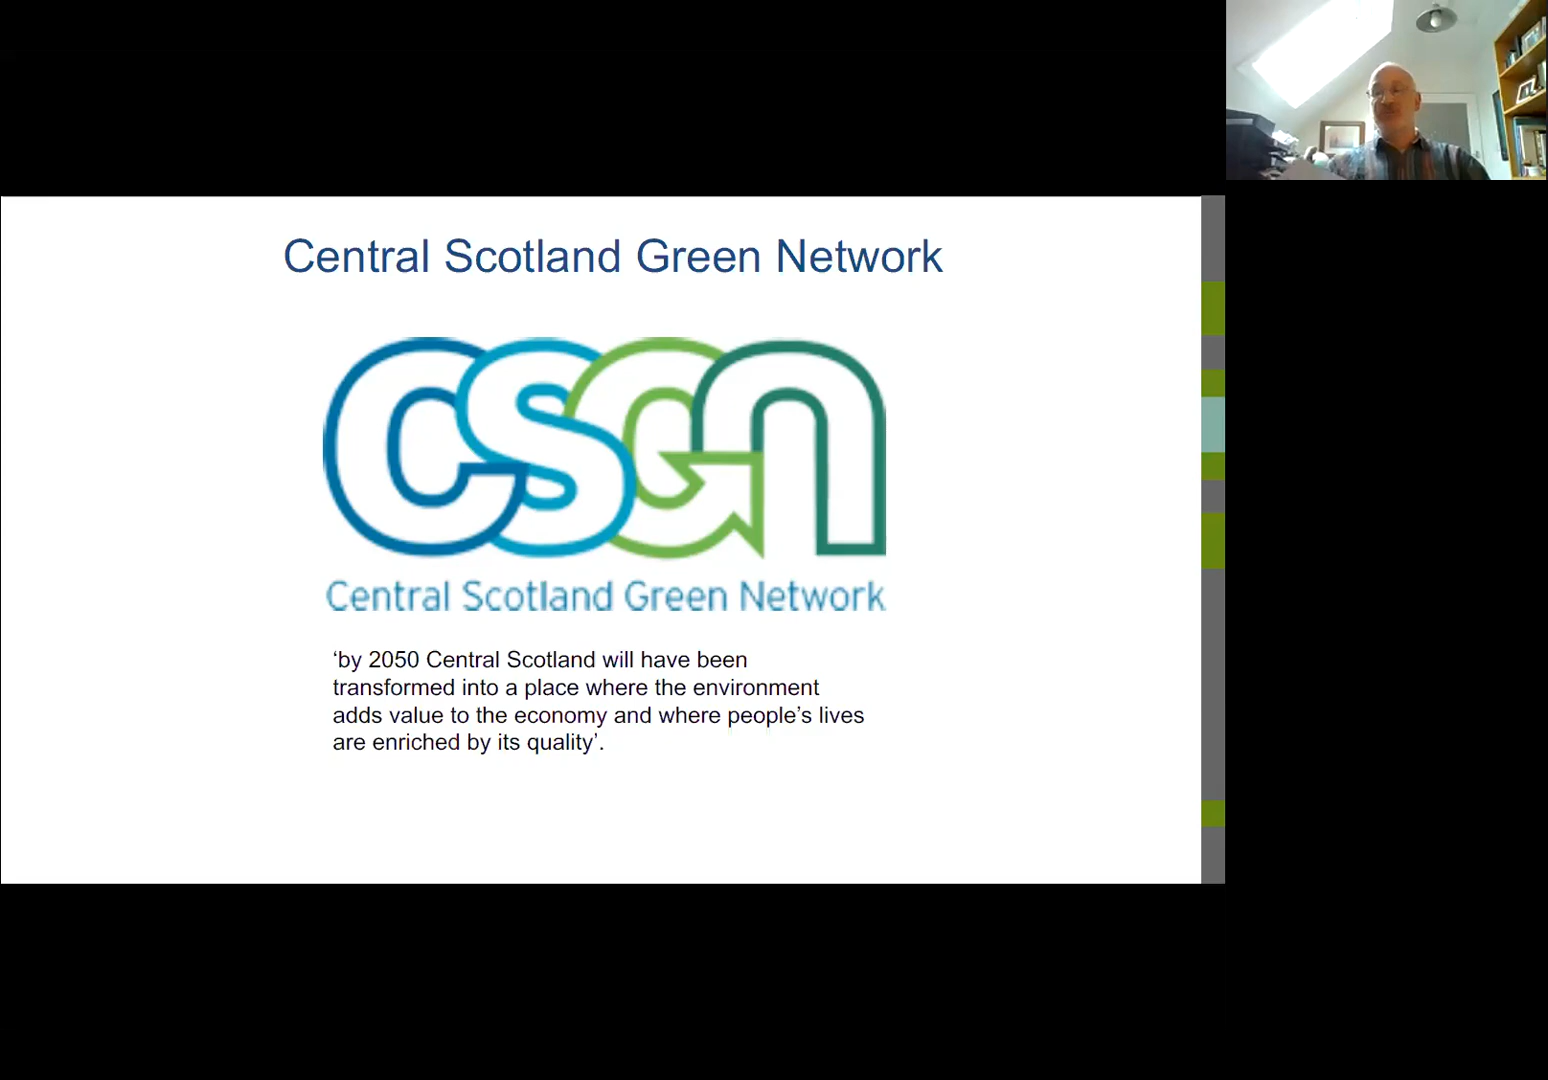 Central Scotland Green Network
CSGN
Central Scotland Green Network
‘by 2050 Central Scotland will have been
transformed into a place where the environment
adds value to the economy and where people’s lives
are enriched by its quality’.